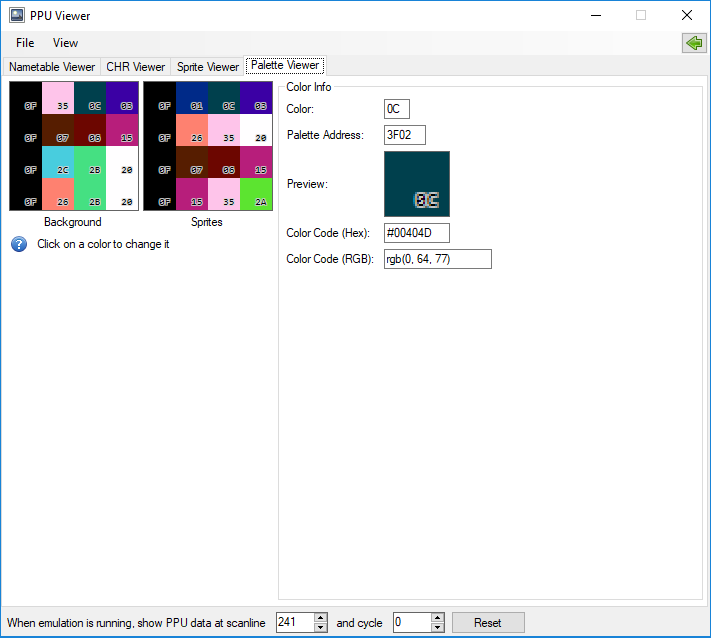 PPU Viewer
File View
Nametable Viewer CHR Viewer Sprite Viewer Palette Viewer
0F 35 0C 03 0F 01 0C 03
0F 07 06 15 0F 26 35 20
0F 2C 2B 20 0F 07 06 15
0F 26 2B 20 0F 15 35 2A
Background Sprites
Click on a color to change it
Color Info
Color: 0C
Palette Address: 3F02
Preview: 0C
Color Code (Hex): #00404D
Color Code (RGB): rgb(0, 64, 77)
When emulation is running, show PPU data at scanline 241 and cycle 0 Reset